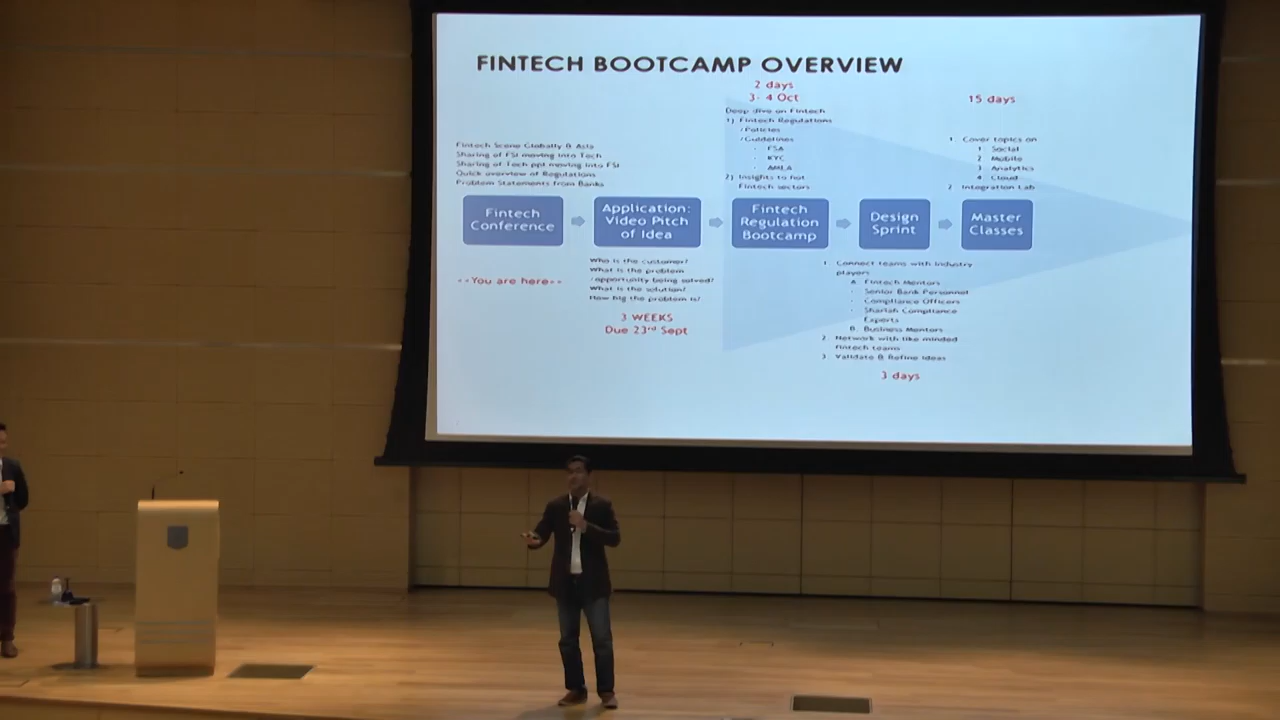 FINTECH BOOTCAMP OVERVIEW
Fintech Scene Globally & Asia
Sharing of FSI moving into Tech
Sharing of Tech ppt moving into FSI
Quick overview of Regulations
Problem Statements from Banks
Fintech
Conference
--You are here--
Application:
Video Pitch
of Idea
Who is the customer?
What is the problem
/opportunity being solved?
What is the solution?
How big the problem is?
3 WEEKS
Due 23rd Sept
2 days
3- 4 Oct
Deep dive on Fintech
1) Fintech Regulations
/Policies
/Guidelines
- FSA
- KYC
- AMLA
2) Insights to hot
Fintech sectors
Fintech
Regulation
Bootcamp
Design
Sprint
1. Connect teams with industry
players
A. Fintech Mentors
- Senior Bank Personnel
- Compliance Officers
- Shariah Compliance
Experts
B. Business Mentors
2. Network with like minded
fintech teams
3. Validate & Refine Ideas
3 days
15 days
1. Cover topics on
1. Social
2. Mobile
3. Analytics
4. Cloud
2. Integration Lab
Master
Classes